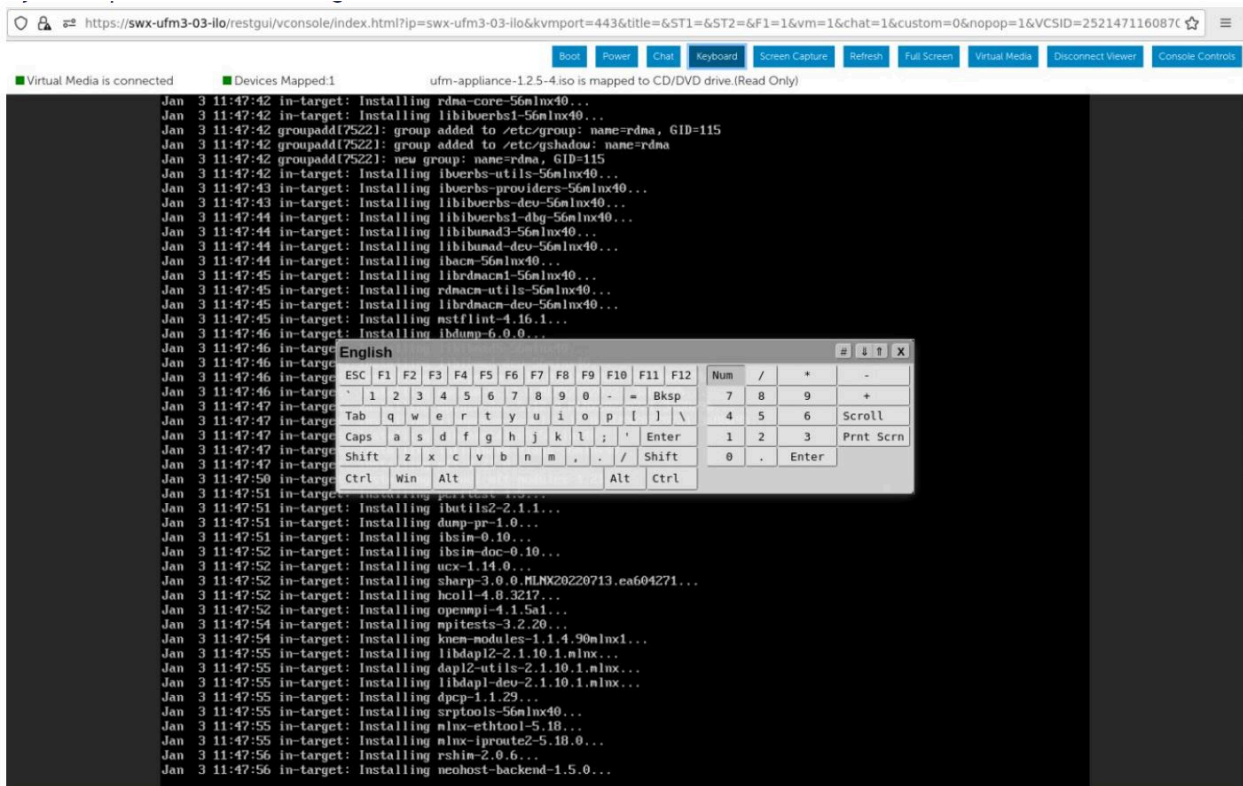 https://swx-ufm3-03-ilo/restgui/vconsole/index.html?ip=swx-ufm3-03-ilo&kvmport=443&title=&ST1=&ST2=&F1=1&vm=1&chat=1&custom=0&nopop=1&VCSID=252147116087(
Boot Power Chat Keyboard Screen Capture Refresh Full Screen Virtual Media Disconnect Viewer Console Controls
Virtual Media is connected Devices Mapped:1 ufm-appliance-1.2.5-4.iso is mapped to CD/DVD drive.(Read Only)
Jan 3 11:47:42 in-target: Installing rdma-core-56mlnx40...
Jan 3 11:47:42 in-target: Installing libibverbs1-56mlnx40...
Jan 3 11:47:42 groupadd[7522]: group added to /etc/group: name=rdma, GID=115
Jan 3 11:47:42 groupadd[7522]: group added to /etc/gshadow: name=rdma
Jan 3 11:47:42 groupadd[7522]: new group: name=rdma, GID=115
Jan 3 11:47:42 in-target: Installing ibverbs-utils-56mlnx40...
Jan 3 11:47:43 in-target: Installing ibverbs-providers-56mlnx40...
Jan 3 11:47:43 in-target: Installing libibverbs-dev-56mlnx40...
Jan 3 11:47:44 in-target: Installing libibverbs1-dbg-56mlnx40...
Jan 3 11:47:44 in-target: Installing libibumad3-56mlnx40...
Jan 3 11:47:44 in-target: Installing libibumad-dev-56mlnx40...
Jan 3 11:47:44 in-target: Installing ibacm-56mlnx40...
Jan 3 11:47:45 in-target: Installing librdmacm1-56mlnx40...
Jan 3 11:47:45 in-target: Installing rdmacm-utils-56mlnx40...
Jan 3 11:47:45 in-target: Installing librdmacm-dev-56mlnx40...
Jan 3 11:47:45 in-target: Installing mstflint-4.16.1...
Jan 3 11:47:46 in-target: Installing ibdump-6.0.0...
Jan 3 11:47:46 in-targe
Jan 3 11:47:46 in-targe
Jan 3 11:47:46 in-targe
Jan 3 11:47:46 in-targe
Jan 3 11:47:47 in-targe
Jan 3 11:47:47 in-targe
Jan 3 11:47:47 in-targe
Jan 3 11:47:47 in-targe
Jan 3 11:47:47 in-targe
Jan 3 11:47:50 in-targe
English # ⇓ ⇑ X
ESC F1 F2 F3 F4 F5 F6 F7 F8 F9 F10 F11 F12 Num / * -
` 1 2 3 4 5 6 7 8 9 0 - = Bksp 7 8 9 +
Tab q w e r t y u i o p [ ] \ 4 5 6 Scroll
Caps a s d f g h j k l ; ' Enter 1 2 3 Prnt Scrn
Shift z x c v b n m , . / Shift 0 . Enter
Ctrl Win Alt Alt Ctrl
Jan 3 11:47:51 in-target: Installing
Jan 3 11:47:51 in-target: Installing ibutils2-2.1.1...
Jan 3 11:47:51 in-target: Installing dump-pr-1.0...
Jan 3 11:47:51 in-target: Installing ibsim-0.10...
Jan 3 11:47:52 in-target: Installing ibsim-doc-0.10...
Jan 3 11:47:52 in-target: Installing ucx-1.14.0...
Jan 3 11:47:52 in-target: Installing sharp-3.0.0.MLNX20220713.ea604271...
Jan 3 11:47:52 in-target: Installing hcoll-4.8.3217...
Jan 3 11:47:52 in-target: Installing openmpi-4.1.5a1...
Jan 3 11:47:54 in-target: Installing mpitests-3.2.20...
Jan 3 11:47:54 in-target: Installing knem-modules-1.1.4.90mlnx1...
Jan 3 11:47:55 in-target: Installing libdapl2-2.1.10.1.mlnx...
Jan 3 11:47:55 in-target: Installing dapl2-utils-2.1.10.1.mlnx...
Jan 3 11:47:55 in-target: Installing libdapl-dev-2.1.10.1.mlnx...
Jan 3 11:47:55 in-target: Installing dpcp-1.1.29...
Jan 3 11:47:55 in-target: Installing srptools-56mlnx40...
Jan 3 11:47:55 in-target: Installing mlnx-ethtool-5.18...
Jan 3 11:47:55 in-target: Installing mlnx-iproute2-5.18.0...
Jan 3 11:47:56 in-target: Installing rshim-2.0.6...
Jan 3 11:47:56 in-target: Installing neohost-backend-1.5.0...